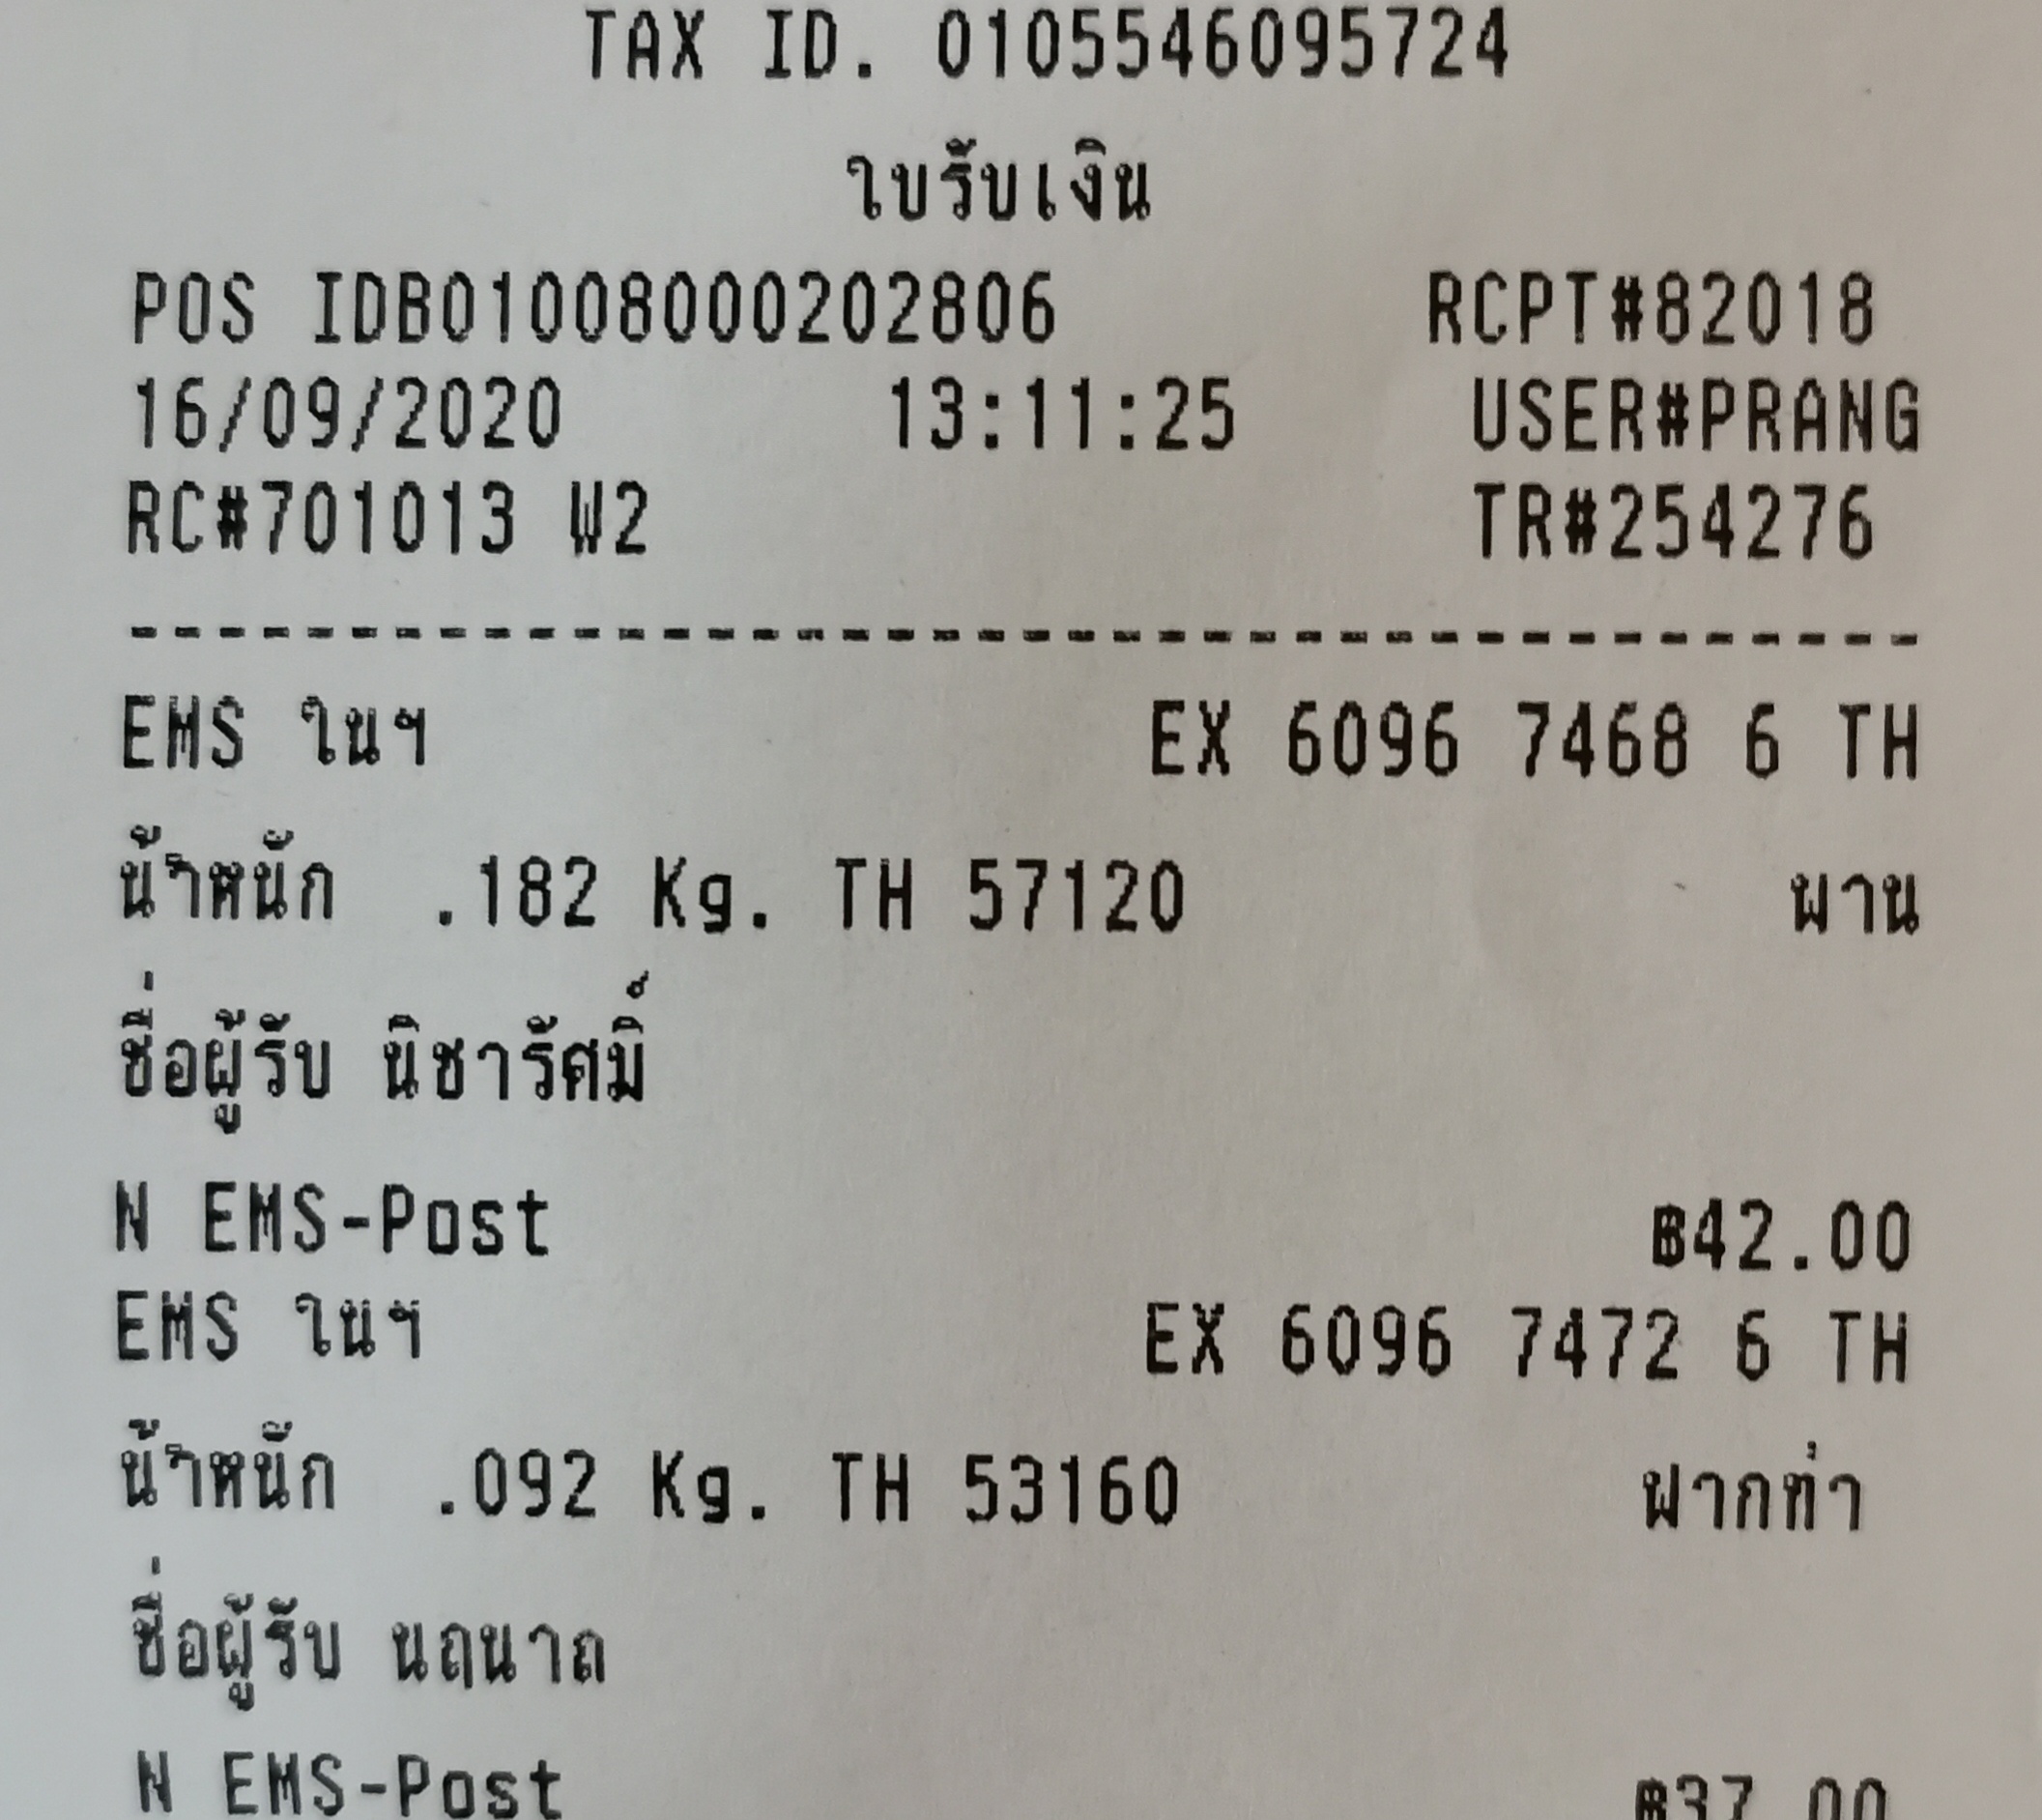 TAX ID. 0105546095724
ใบรับเงิน
POS IDB01008000202806 RCPT#82018
16/09/2020 13:11:25 USER#PRANG
RC#701013 W2 TR#254276
----------------------------------------
EMS ในฯ EX 6096 7468 6 TH
น้ำหนัก .182 Kg. TH 57120 พาน
ชื่อผู้รับ นิชารัศมิ์
N EMS-Post ฿42.00
EMS ในฯ EX 6096 7472 6 TH
น้ำหนัก .092 Kg. TH 53160 ฟากท่า
ชื่อผู้รับ นฤนาถ
N EMS-Post ฿37.00